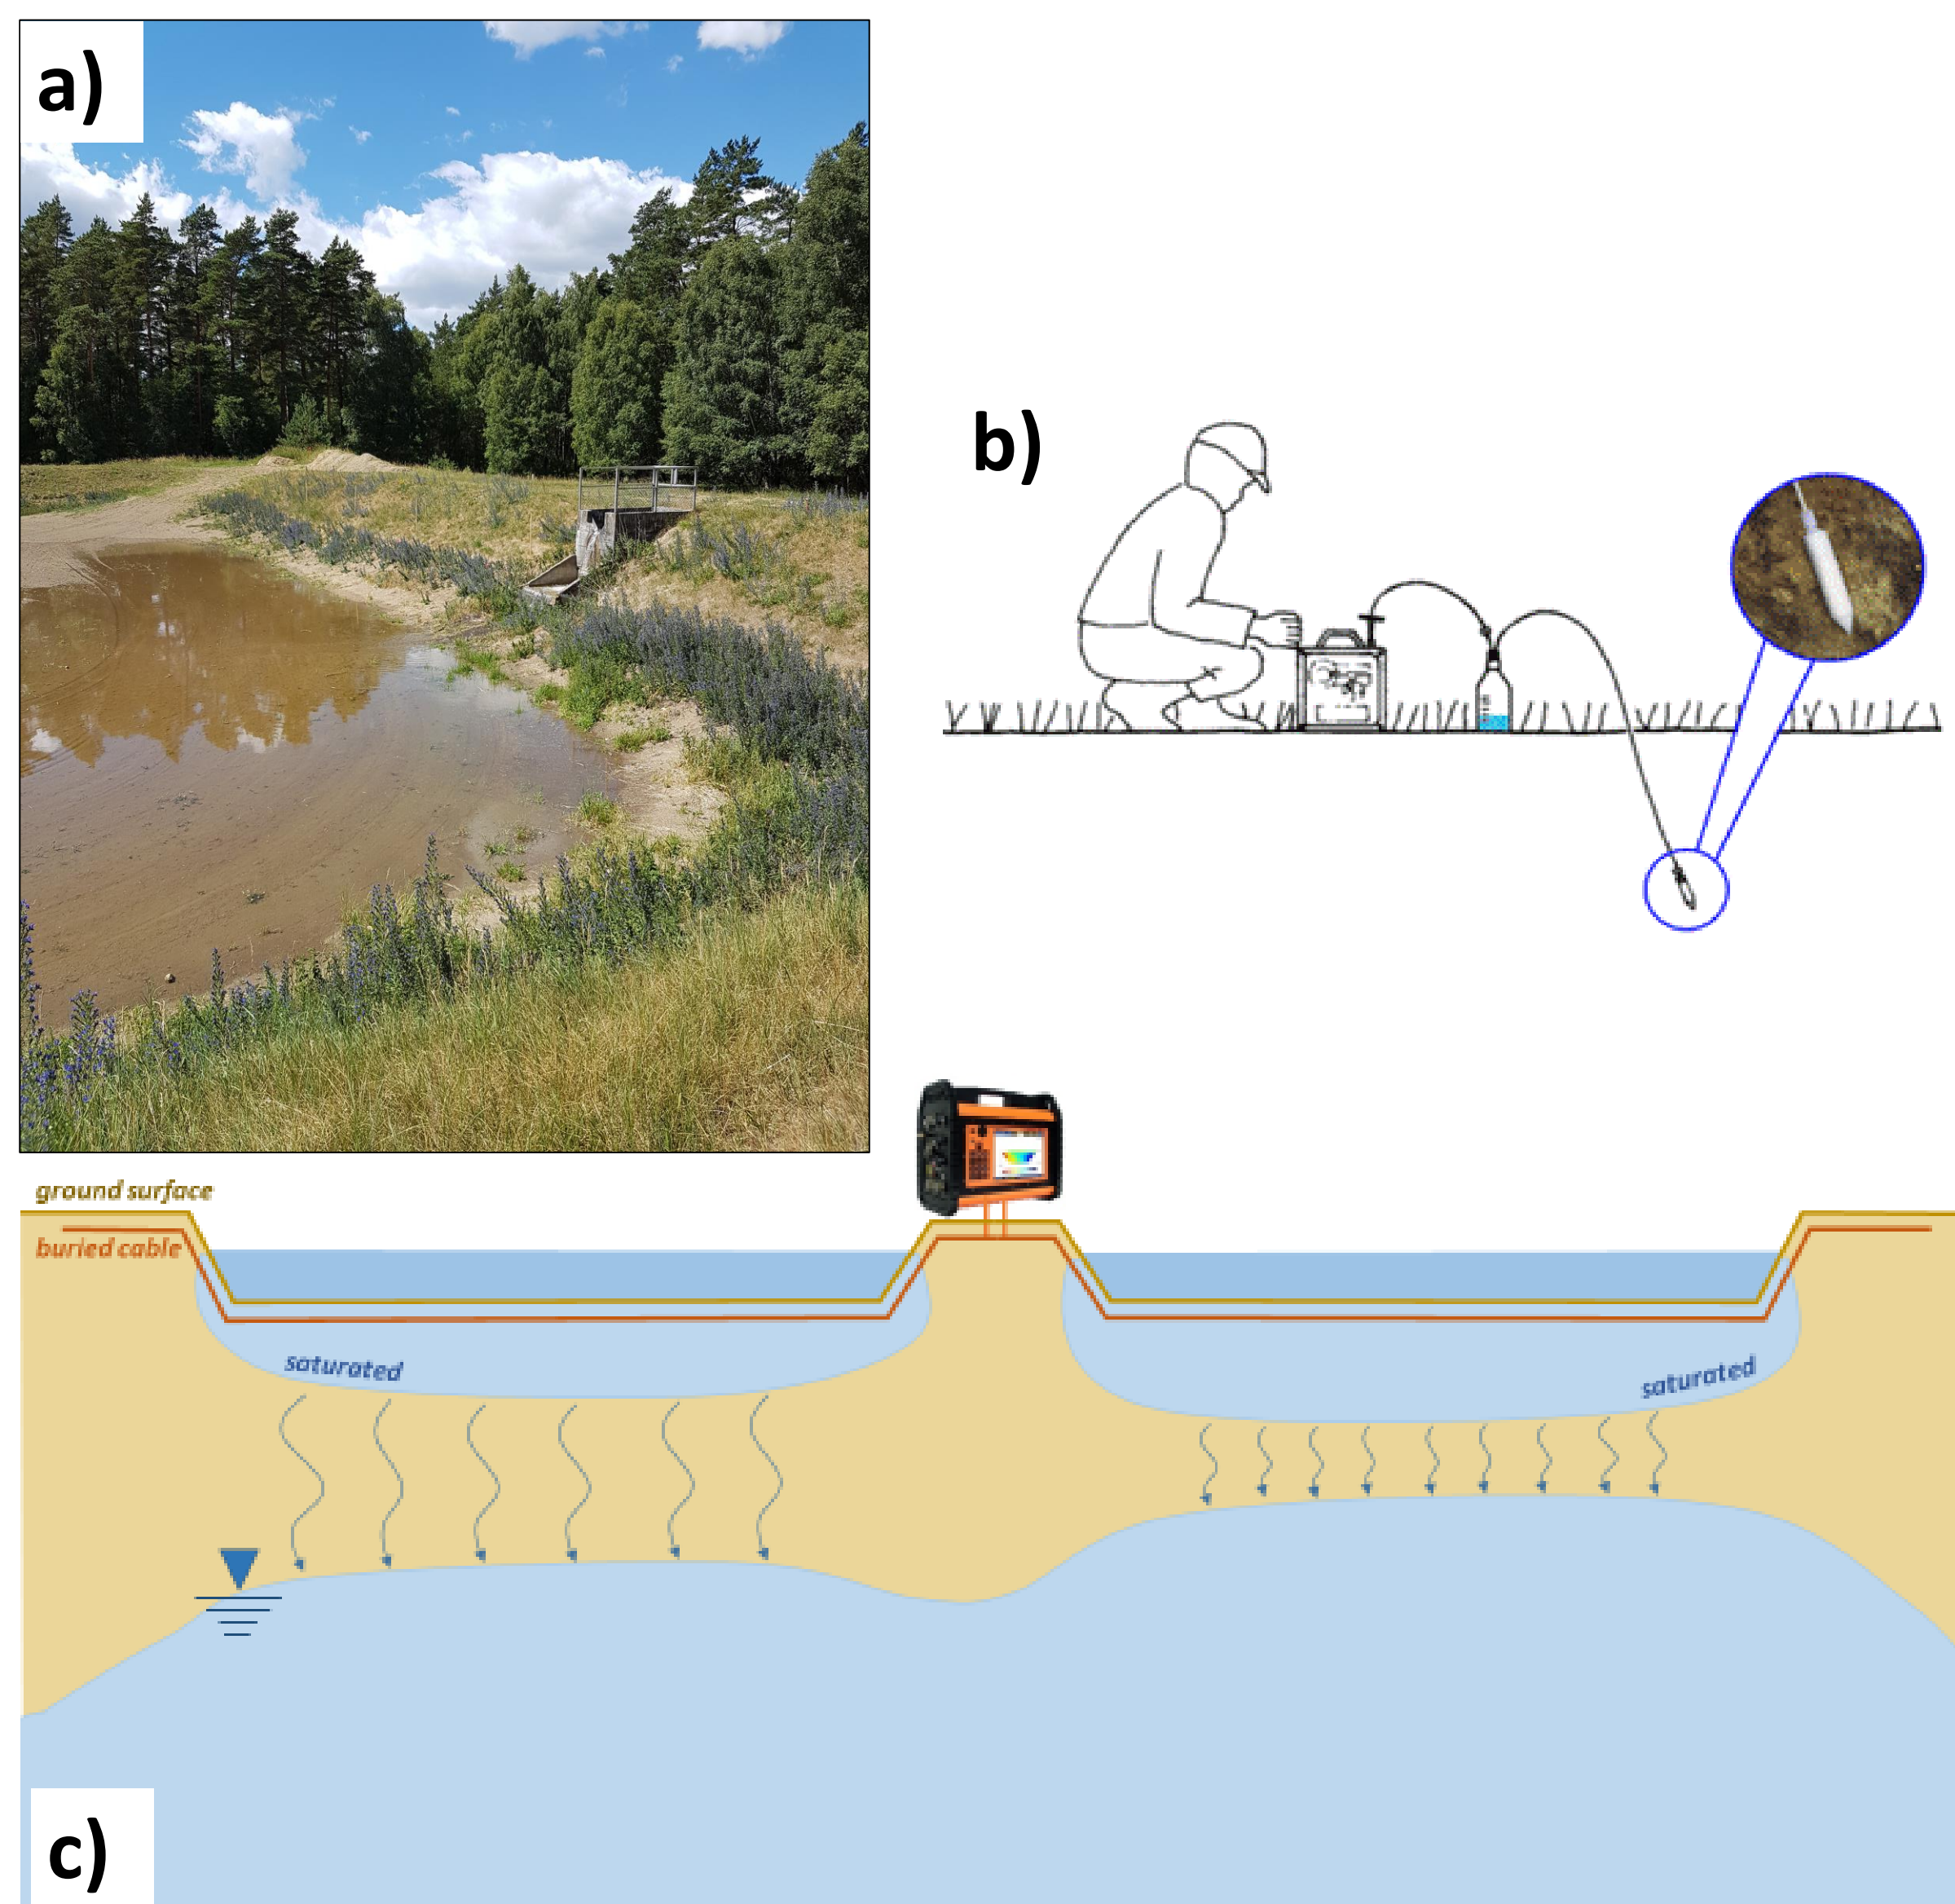 a)
b)
ground surface
buried cable
saturated
saturated
c)